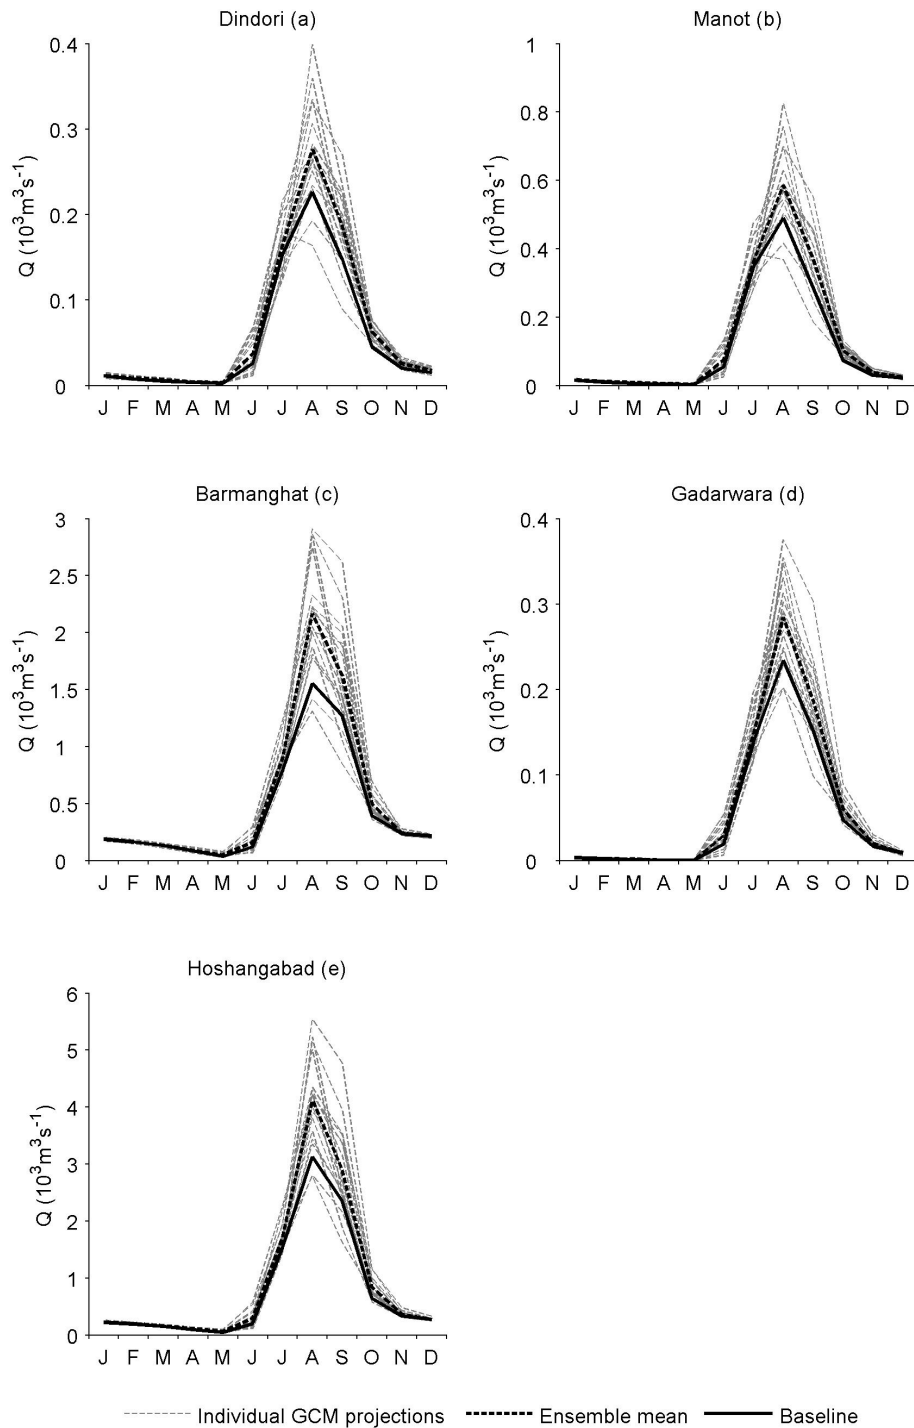 Dindori (a)
Q (10³m³s⁻¹)
0.4
0.3
0.2
0.1
0
J F M A M J J A S O N D
Manot (b)
Q (10³m³s⁻¹)
1
0.8
0.6
0.4
0.2
0
J F M A M J J A S O N D
Barmanghat (c)
Q (10³m³s⁻¹)
3
2.5
2
1.5
1
0.5
0
J F M A M J J A S O N D
Gadarwara (d)
Q (10³m³s⁻¹)
0.4
0.3
0.2
0.1
0
J F M A M J J A S O N D
Hoshangabad (e)
Q (10³m³s⁻¹)
6
5
4
3
2
1
0
J F M A M J J A S O N D
Individual GCM projections Ensemble mean Baseline